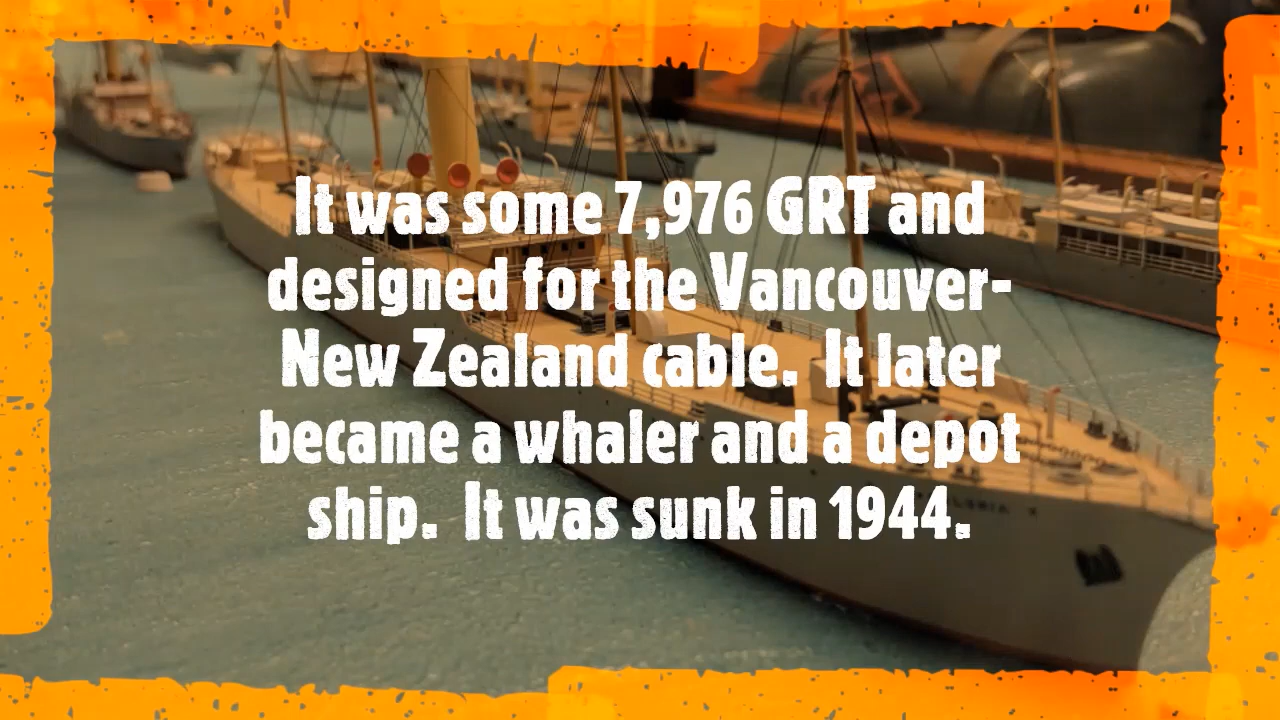 It was some 7,976 GRT and
designed for the Vancouver-
New Zealand cable.  It later
became a whaler and a depot
ship.  It was sunk in 1944.